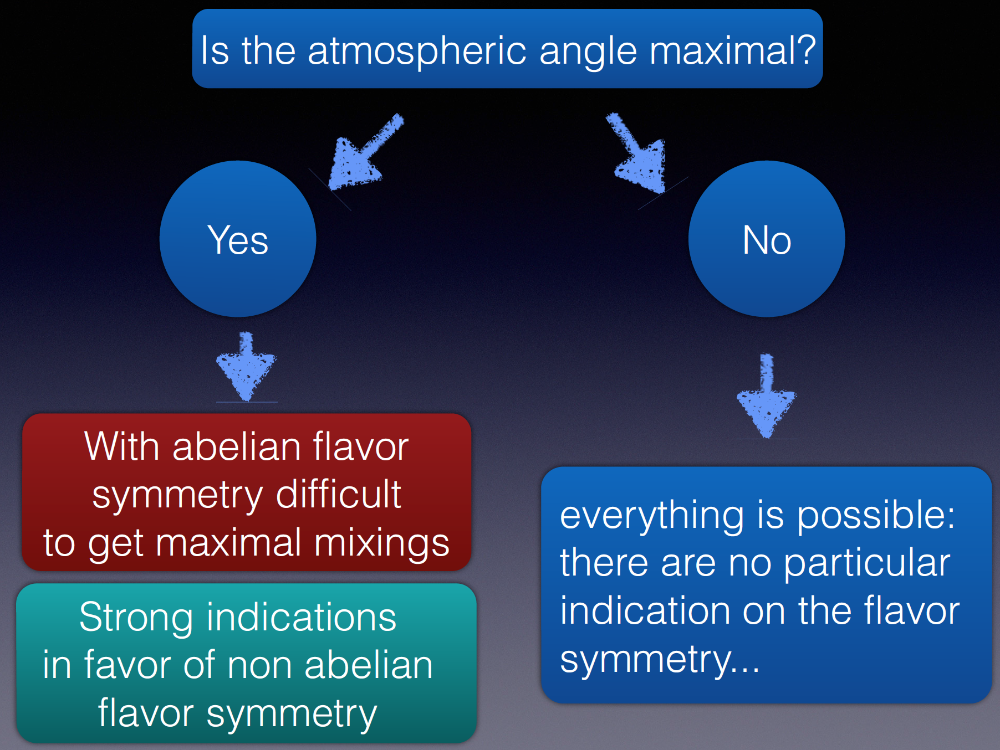 Is the atmospheric angle maximal?
Yes
No
With abelian flavor
symmetry difficult
to get maximal mixings
Strong indications
in favor of non abelian
flavor symmetry
everything is possible:
there are no particular
indication on the flavor
symmetry...